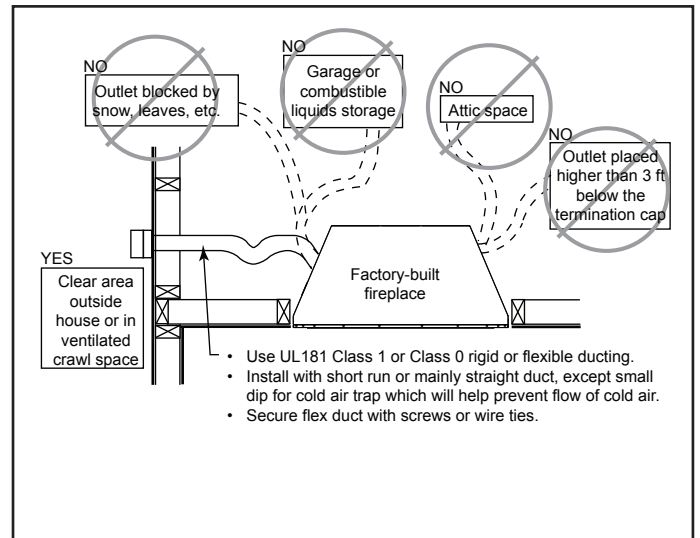 NO
Outlet blocked by
snow, leaves, etc.
NO
Garage or
combustible
liquids storage
NO
Attic space
NO
Outlet placed
higher than 3 ft
below the
termination cap
YES
Clear area
outside
house or in
ventilated
crawl space
Factory-built
fireplace
• Use UL181 Class 1 or Class 0 rigid or flexible ducting.
• Install with short run or mainly straight duct, except small
dip for cold air trap which will help prevent flow of cold air.
• Secure flex duct with screws or wire ties.